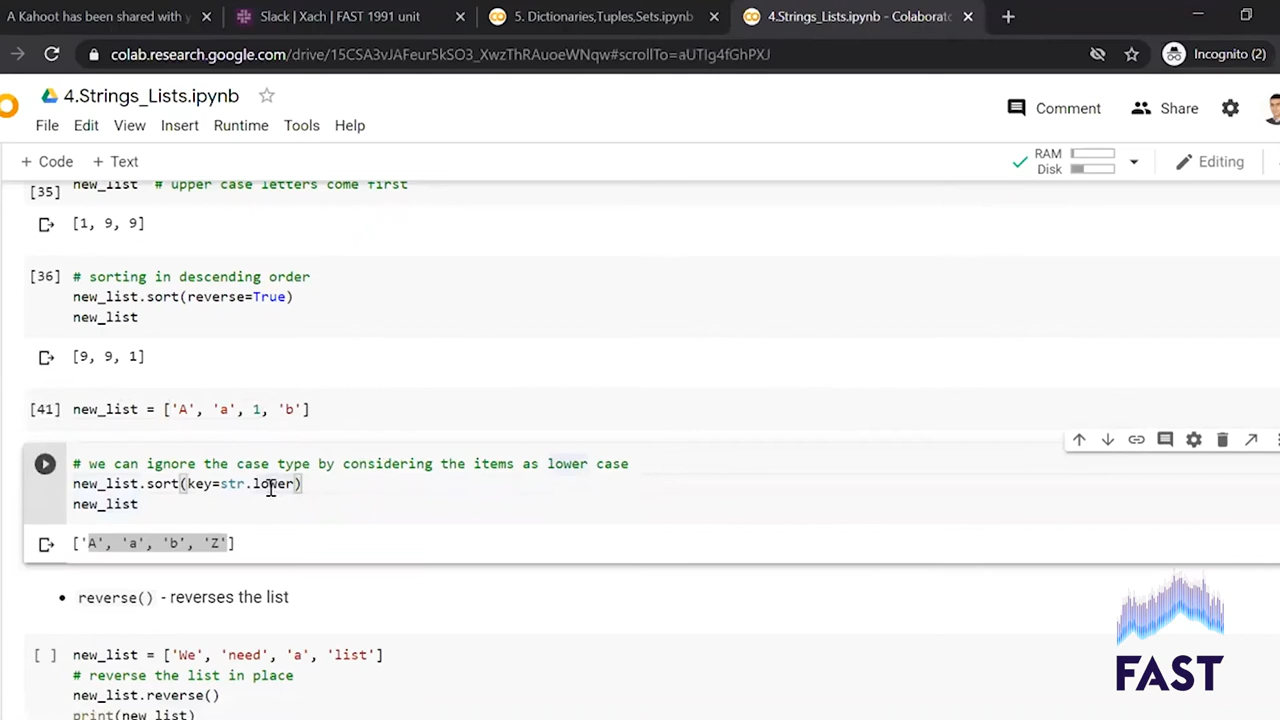 A Kahoot has been shared with y
Slack | Xach | FAST 1991 unit
5. Dictionaries,Tuples,Sets.ipynb
4.Strings_Lists.ipynb - Colaborato
colab.research.google.com/drive/15CSA3vJAFeur5kSO3_XwzThRAuoeWNqw#scrollTo=aUTIg4fGhPXJ
Incognito (2)
4.Strings_Lists.ipynb
Comment
Share
File Edit View Insert Runtime Tools Help
+ Code + Text
RAM
Disk
Editing
[35] new_list # upper case letters come first
[1, 9, 9]
[36] # sorting in descending order
new_list.sort(reverse=True)
new_list
[9, 9, 1]
[41] new_list = ['A', 'a', 1, 'b']
# we can ignore the case type by considering the items as lower case
new_list.sort(key=str.lower)
new_list
['A', 'a', 'b', 'Z']
• reverse() - reverses the list
[ ] new_list = ['We', 'need', 'a', 'list']
# reverse the list in place
new_list.reverse()
print(new_list)
FAST